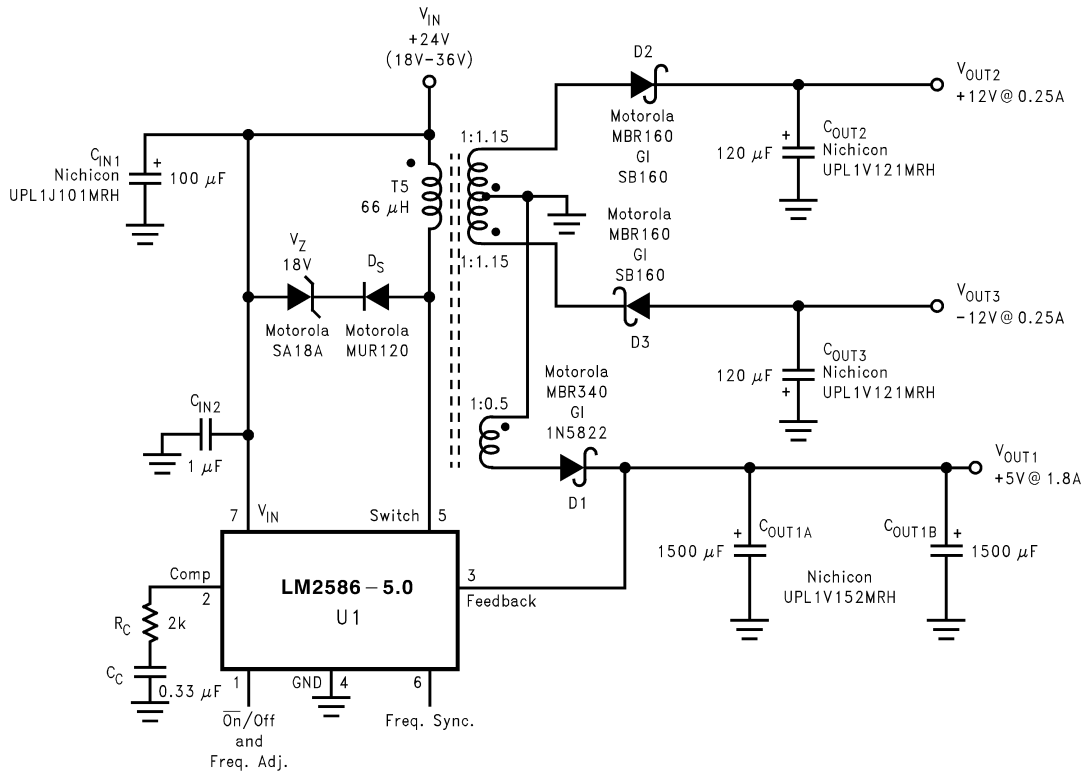 VIN
+24V
(18V-36V)
CIN1
Nichicon
UPL1J101MRH
+
100 μF
T5
66 μH
1:1.15
1:1.15
D2
Motorola
MBR160
GI
SB160
VOUT2
+12V@ 0.25A
+
120 μF
COUT2
Nichicon
UPL1V121MRH
Motorola
MBR160
GI
SB160
D3
VOUT3
-12V@ 0.25A
120 μF
+
COUT3
Nichicon
UPL1V121MRH
VZ
18V
Motorola
SA18A
DS
Motorola
MUR120
CIN2
1 μF
1:0.5
Motorola
MBR340
GI
1N5822
D1
VOUT1
+5V@ 1.8A
+
COUT1A
1500 μF
COUT1B
+
1500 μF
Nichicon
UPL1V152MRH
7
VIN
Switch
5
Comp
2
LM2586-5.0
U1
3
Feedback
RC
2k
CC
0.33 μF
1
GND
4
6
On/Off
and
Freq. Adj.
Freq. Sync.